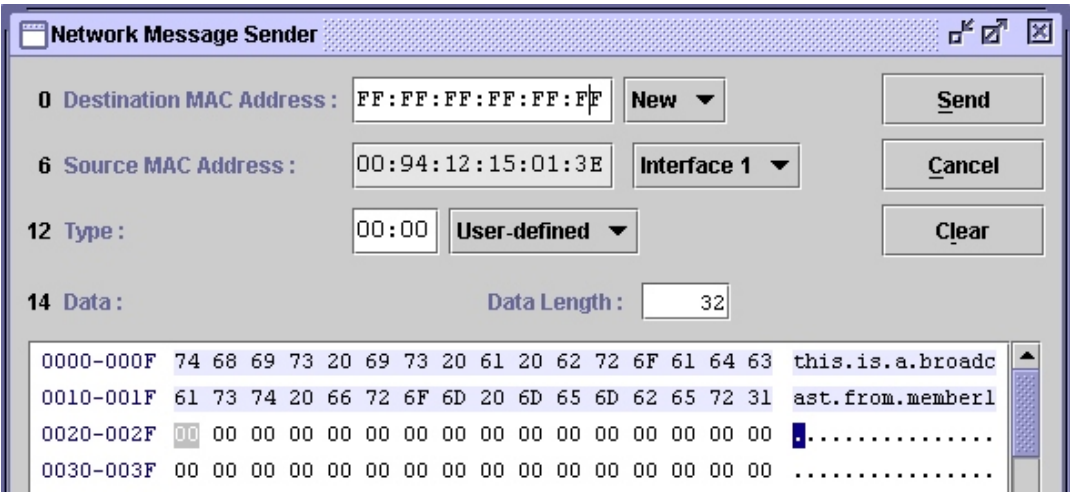 Network Message Sender
0 Destination MAC Address : FF:FF:FF:FF:FF:FF New Send
6 Source MAC Address : 00:94:12:15:01:3E Interface 1 Cancel
12 Type : 00:00 User-defined Clear
14 Data : Data Length : 32
0000-000F 74 68 69 73 20 69 73 20 61 20 62 72 6F 61 64 63 this.is.a.broadc
0010-001F 61 73 74 20 66 72 6F 6D 20 6D 65 6D 62 65 72 31 ast.from.member1
0020-002F 00 00 00 00 00 00 00 00 00 00 00 00 00 00 00 00 ................
0030-003F 00 00 00 00 00 00 00 00 00 00 00 00 00 00 00 00 ................